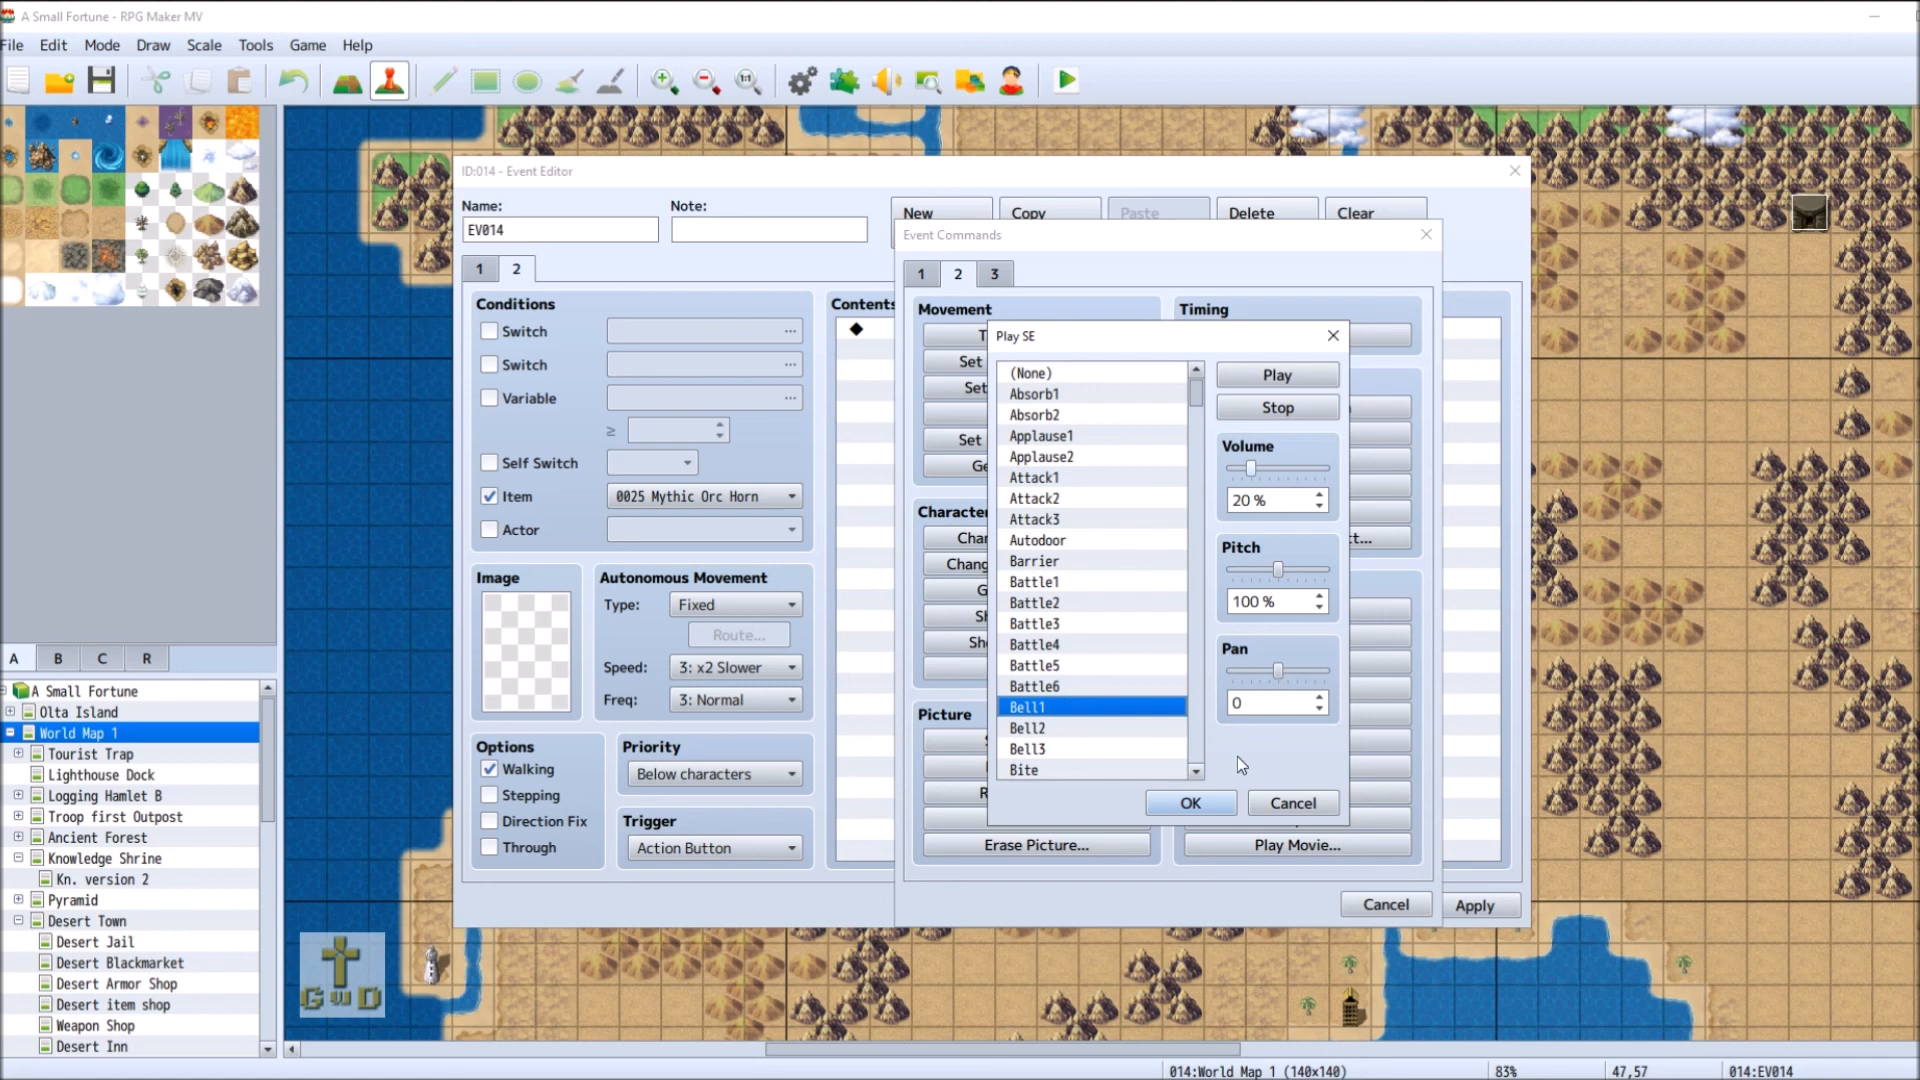 A Small Fortune - RPG Maker MV
File Edit Mode Draw Scale Tools Game Help
1:1
ID:014 - Event Editor
Name:
Note:
EV014
New Copy Paste Delete Clear
1 2
Conditions
Switch ...
Switch ...
Variable ...
≥
Self Switch
Item 0025 Mythic Orc Horn
Actor
Image
Autonomous Movement
Type: Fixed
Route...
Speed: 3: x2 Slower
Freq: 3: Normal
Options
Walking
Stepping
Direction Fix
Through
Priority
Below characters
Trigger
Action Button
Contents
Event Commands
1 2 3
Movement
Timing
Set
Set
Set
Ge
Character
Char
Chang
G
Sh
Sho
Picture
t...
Erase Picture...
Play Movie...
Cancel
Apply
Play SE
(None)
Absorb1
Absorb2
Applause1
Applause2
Attack1
Attack2
Attack3
Autodoor
Barrier
Battle1
Battle2
Battle3
Battle4
Battle5
Battle6
Bell1
Bell2
Bell3
Bite
Play
Stop
Volume
20 %
Pitch
100 %
Pan
0
OK
Cancel
A B C R
A Small Fortune
Olta Island
World Map 1
Tourist Trap
Lighthouse Dock
Logging Hamlet B
Troop first Outpost
Ancient Forest
Knowledge Shrine
Kn. version 2
Pyramid
Desert Town
Desert Jail
Desert Blackmarket
Desert Armor Shop
Desert item shop
Weapon Shop
Desert Inn
GWD
014:World Map 1 (140x140)
83%
47,57
014:EV014